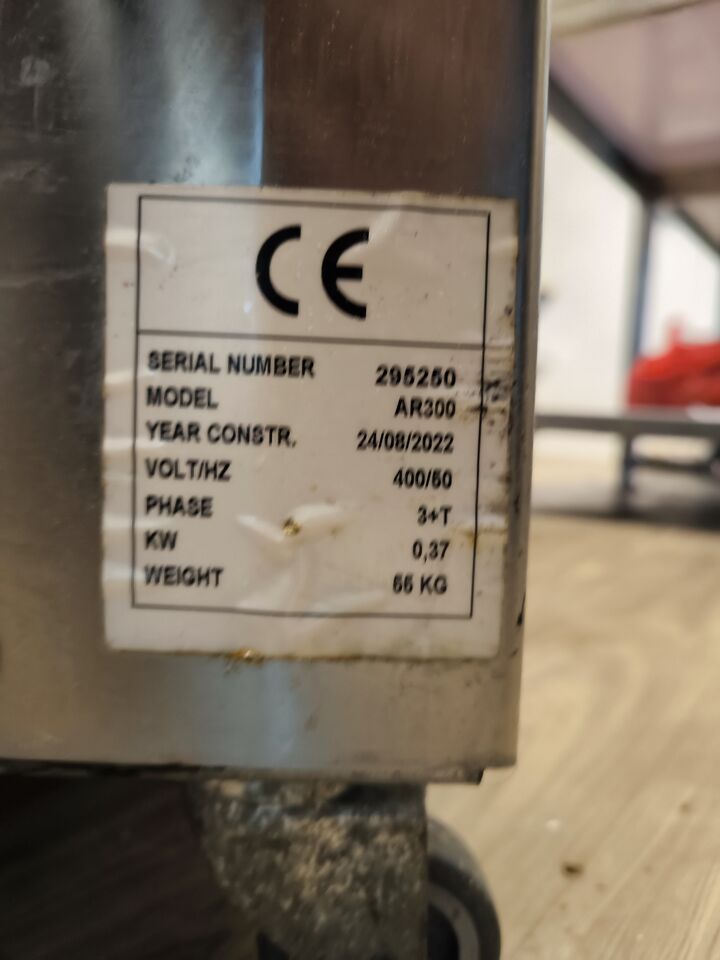 CE
SERIAL NUMBER 295250
MODEL AR300
YEAR CONSTR. 24/08/2022
VOLT/HZ 400/50
PHASE 3+T
KW 0,37
WEIGHT KG